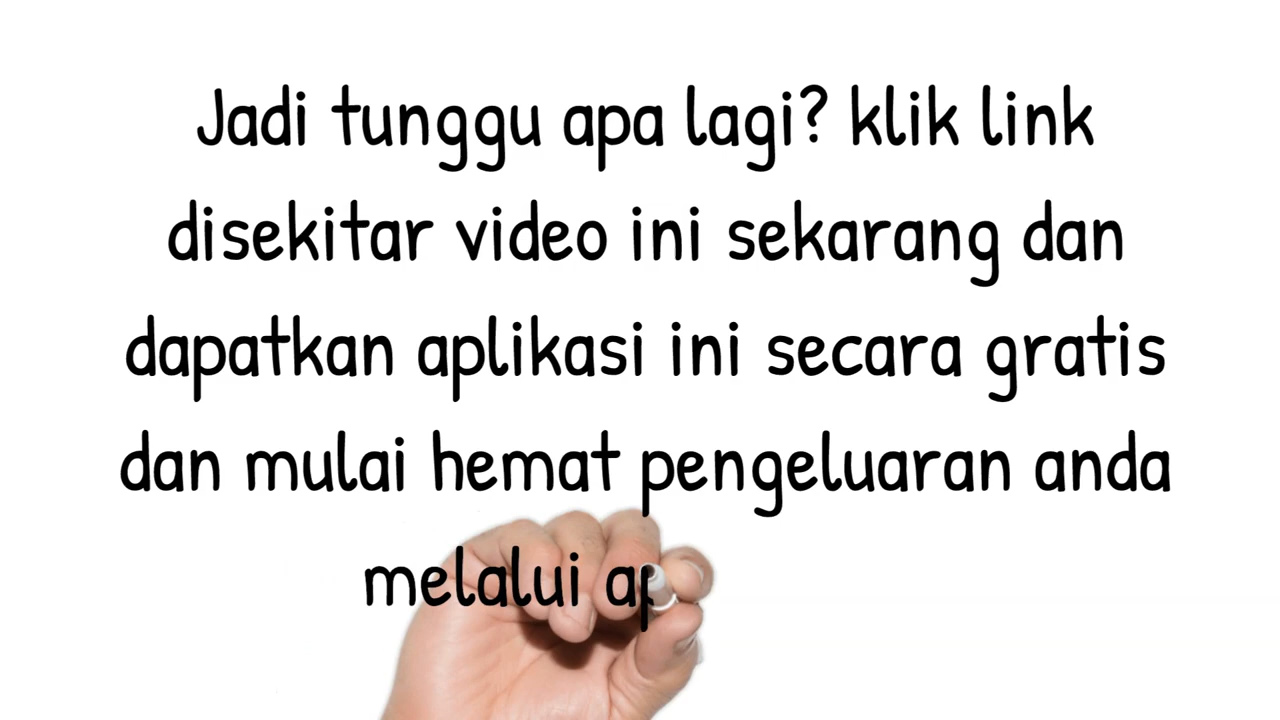 Jadi tunggu apa lagi? klik link
disekitar video ini sekarang dan
dapatkan aplikasi ini secara gratis
dan mulai hemat pengeluaran anda
melalui ap